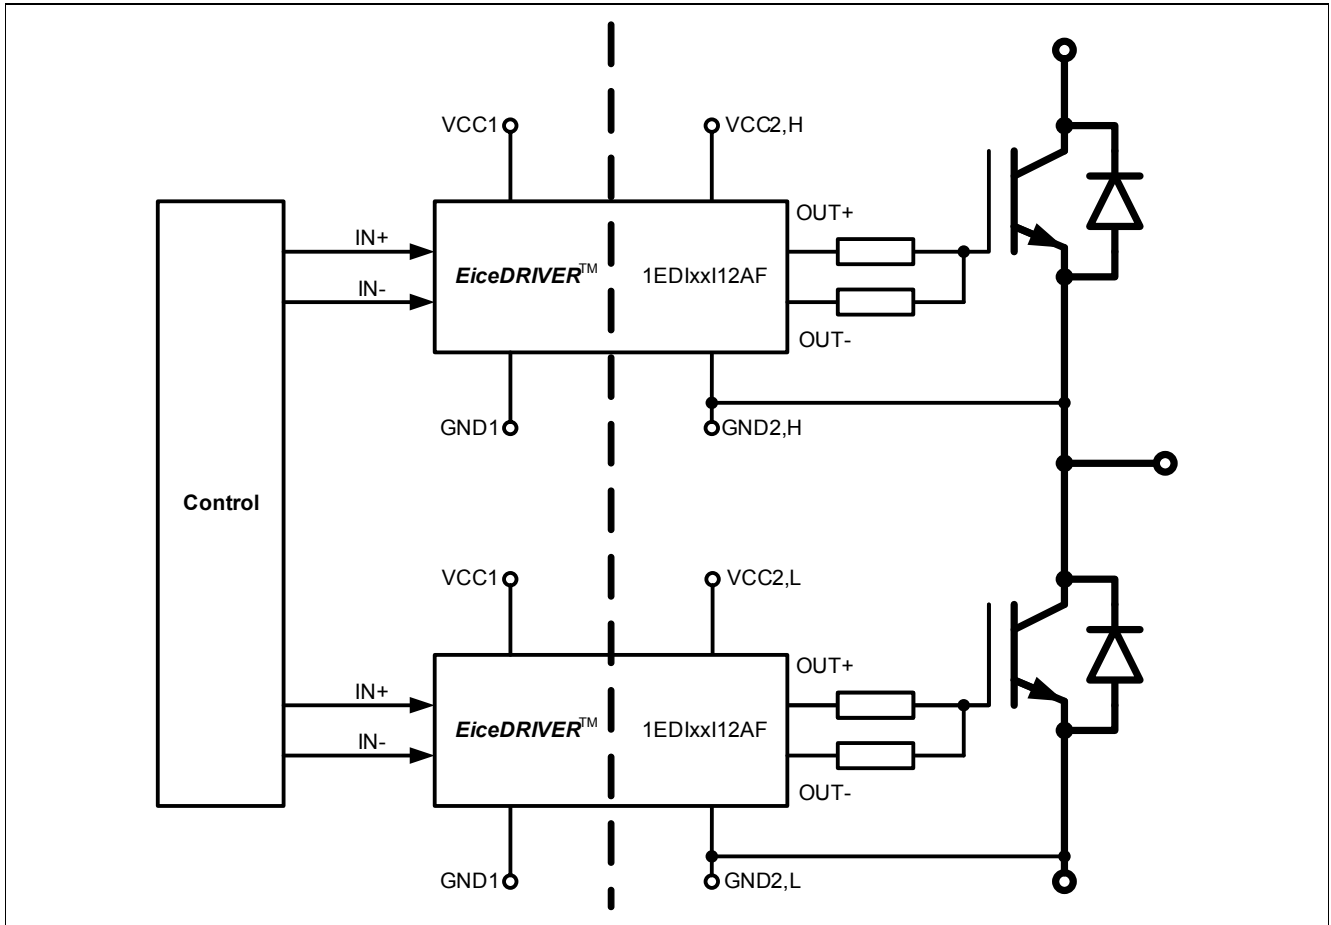 VCC1
VCC2,H
OUT+
IN+
EiceDRIVER™
1EDIxxI12AF
IN-
OUT-
GND1
GND2,H
Control
VCC1
VCC2,L
OUT+
IN+
EiceDRIVER™
1EDIxxI12AF
IN-
OUT-
GND1
GND2,L